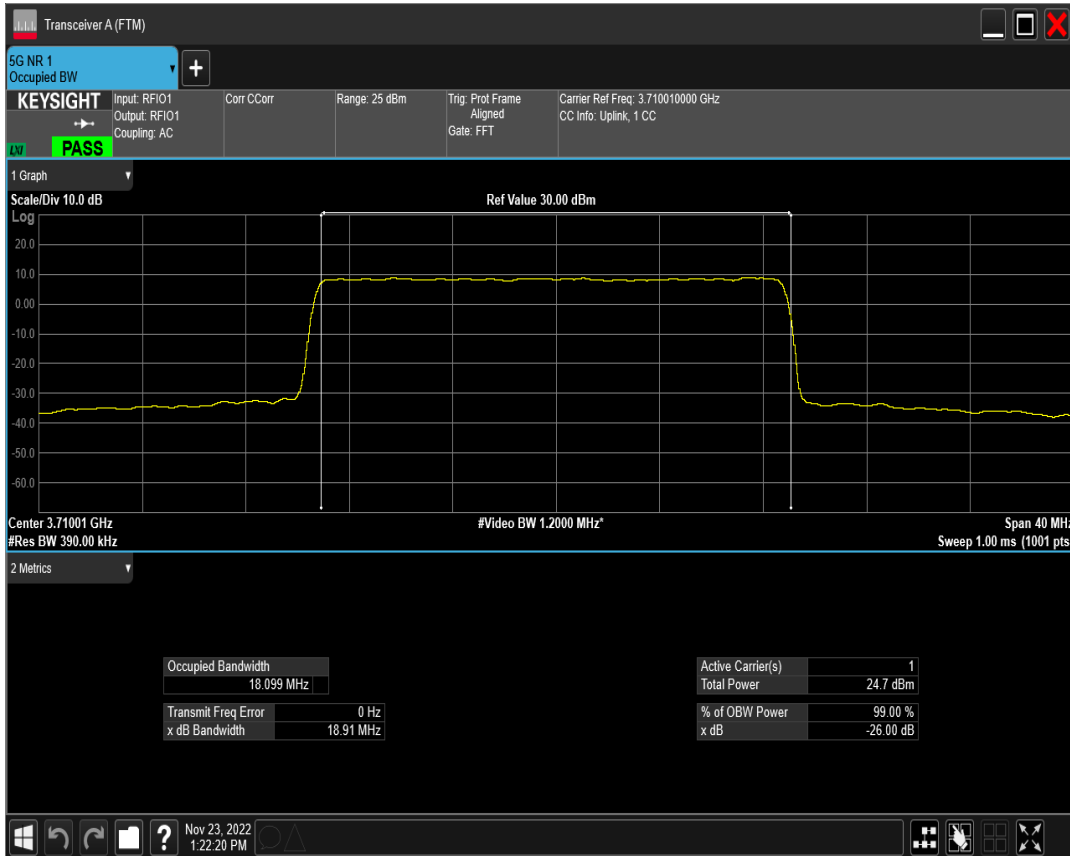 Transceiver A (FTM)
5G NR 1
Occupied BW
+
KEYSIGHT
Input: RFIO1
Output: RFIO1
Coupling: AC
Corr CCorr
Range: 25 dBm
Trig: Prot Frame
Aligned
Gate: FFT
Carrier Ref Freq: 3.710010000 GHz
CC Info: Uplink, 1 CC
LXI
PASS
1 Graph
Scale/Div 10.0 dB
Ref Value 30.00 dBm
Log
20.0
10.0
0.00
-10.0
-20.0
-30.0
-40.0
-50.0
-60.0
Center 3.71001 GHz
#Video BW 1.2000 MHz*
Span 40 MHz
#Res BW 390.00 kHz
Sweep 1.00 ms (1001 pts
2 Metrics
Occupied Bandwidth
18.099 MHz
Transmit Freq Error 0 Hz
x dB Bandwidth 18.91 MHz
Active Carrier(s) 1
Total Power 24.7 dBm
% of OBW Power 99.00 %
x dB -26.00 dB
?
Nov 23, 2022
1:22:20 PM